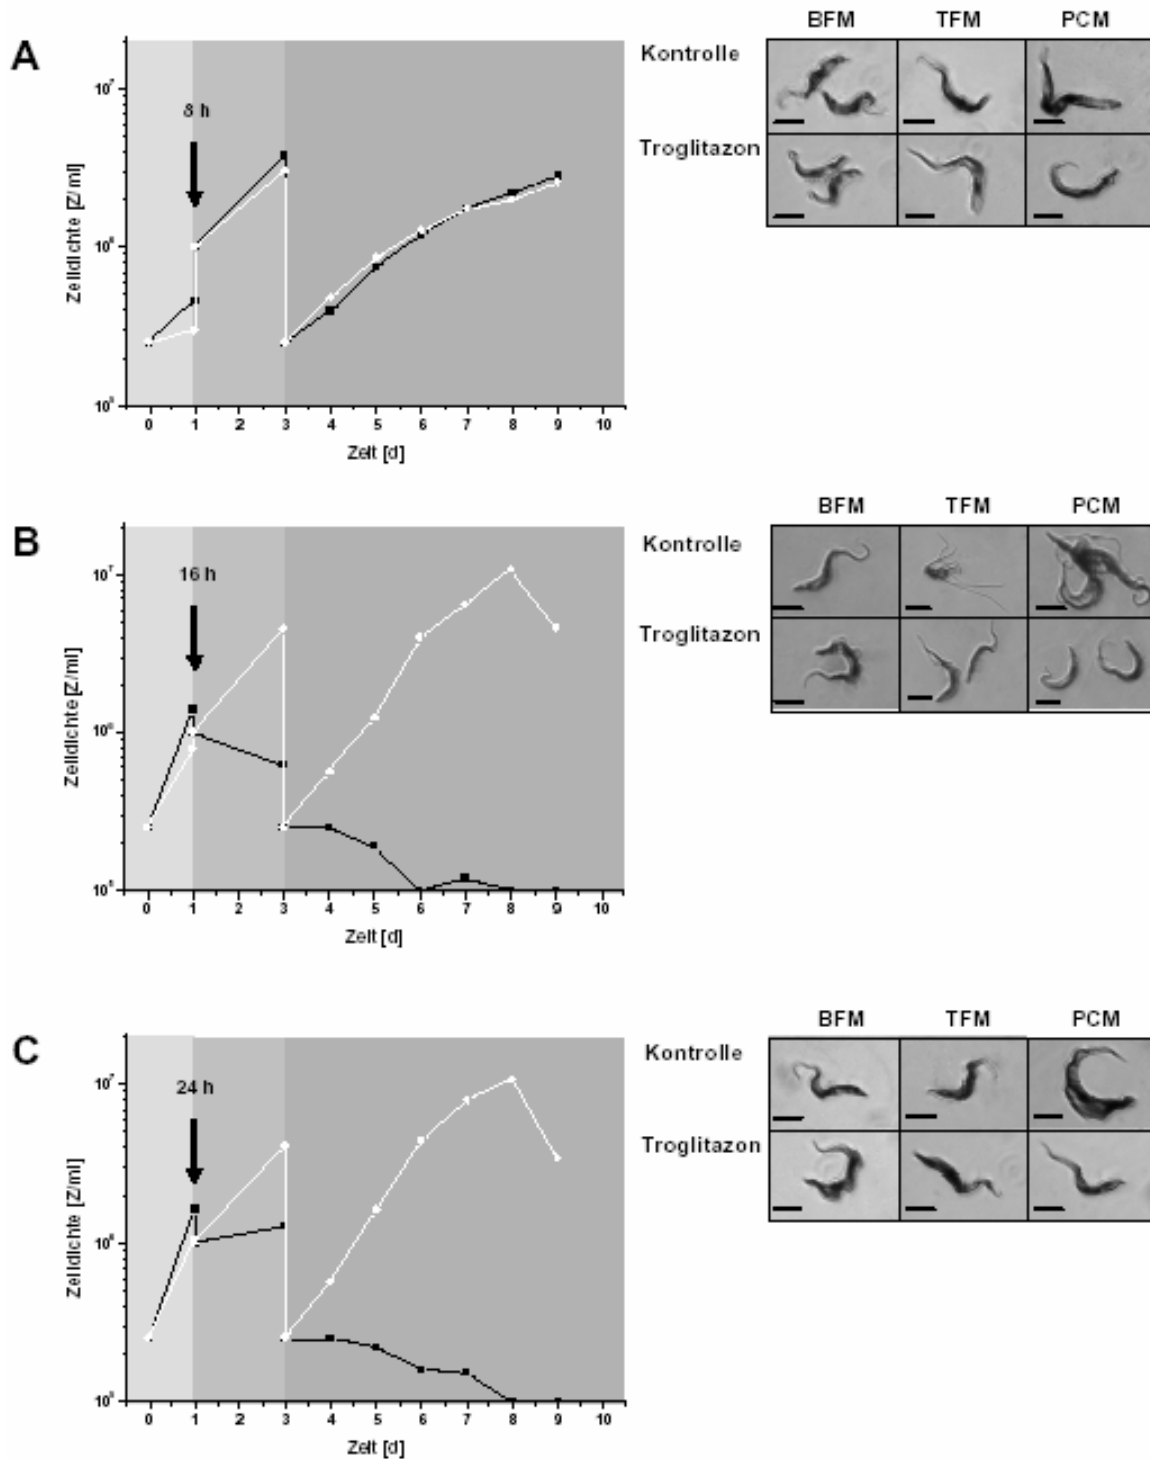 BFM TFM PCM
A
Kontrolle
10⁷
8 h
Troglitazon
Zelldichte [Z/ml]
10⁶
10⁵
0 1 2 3 4 5 6 7 8 9 10
Zeit [d]
BFM TFM PCM
B
Kontrolle
10⁷
16 h
Troglitazon
Zelldichte [Z/ml]
10⁶
10⁵
0 1 2 3 4 5 6 7 8 9 10
Zeit [d]
BFM TFM PCM
C
Kontrolle
10⁷
24 h
Troglitazon
Zelldichte [Z/ml]
10⁶
10⁵
0 1 2 3 4 5 6 7 8 9 10
Zeit [d]